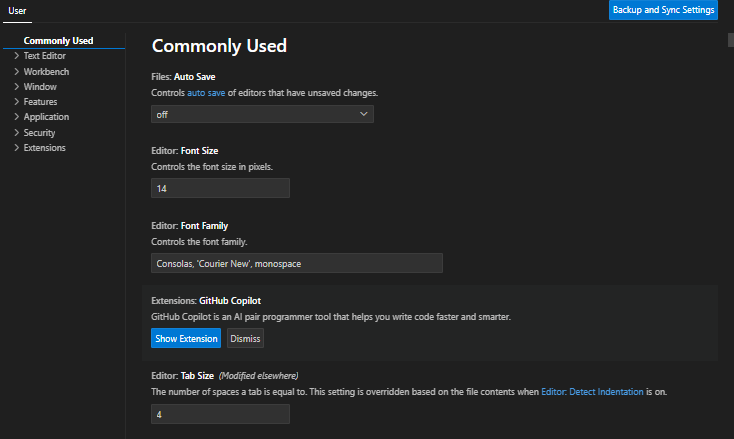 User
Backup and Sync Settings
Commonly Used
Text Editor
Workbench
Window
Features
Application
Security
Extensions
Commonly Used
Files: Auto Save
Controls auto save of editors that have unsaved changes.
off
Editor: Font Size
Controls the font size in pixels.
14
Editor: Font Family
Controls the font family.
Consolas, 'Courier New', monospace
Extensions: GitHub Copilot
GitHub Copilot is an AI pair programmer tool that helps you write code faster and smarter.
Show Extension Dismiss
Editor: Tab Size (Modified elsewhere)
The number of spaces a tab is equal to. This setting is overridden based on the file contents when Editor: Detect Indentation is on.
4